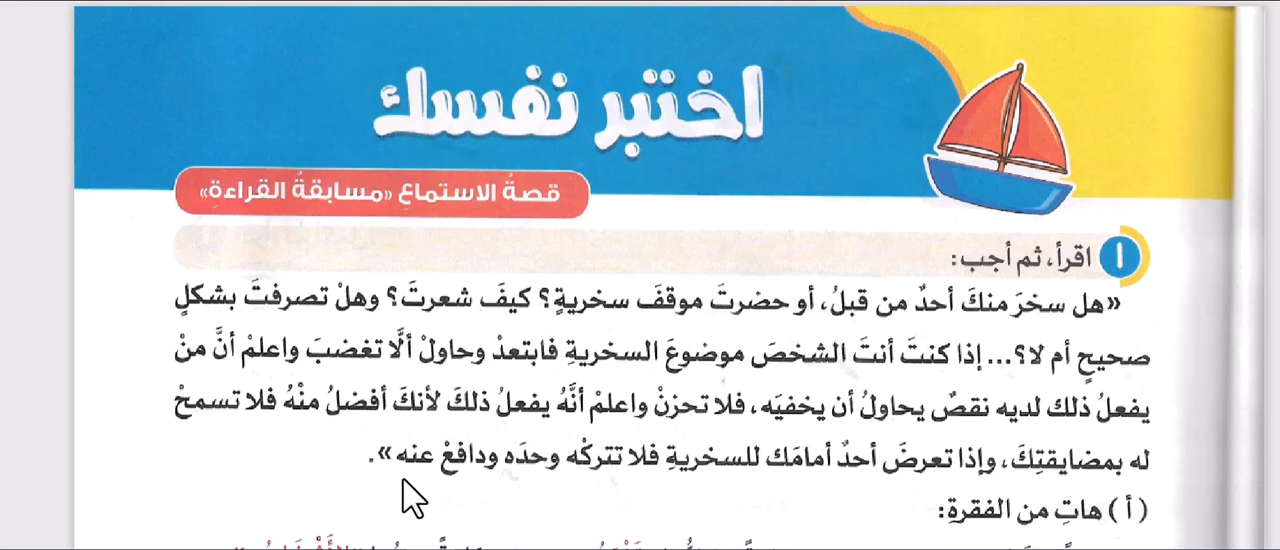 اختبر نفسك
قصةُ الاستماعِ «مسابقةُ القراءةِ»
١ اقرأ، ثم أجب:
«هل سخرَ منكَ أحدٌ من قبلُ، أو حضرتَ موقفَ سخريةٍ؟ كيفَ شعرتَ؟ وهلْ تصرفتَ بشكلٍ
صحيحٍ أم لا؟... إذا كنتَ أنتَ الشخصَ موضوعَ السخريةِ فابتعدْ وحاولْ ألَّا تغضبَ واعلمْ أنَّ منْ
يفعلُ ذلك لديه نقصٌ يحاولُ أن يخفيَه، فلا تحزنْ واعلمْ أنَّهُ يفعلُ ذلكَ لأنكَ أفضلُ منْهُ فلا تسمحْ
له بمضايقتِكَ، وإذا تعرضَ أحدٌ أمامَك للسخريةِ فلا تتركْه وحدَه ودافعْ عنه».
(أ) هاتِ من الفقرةِ: